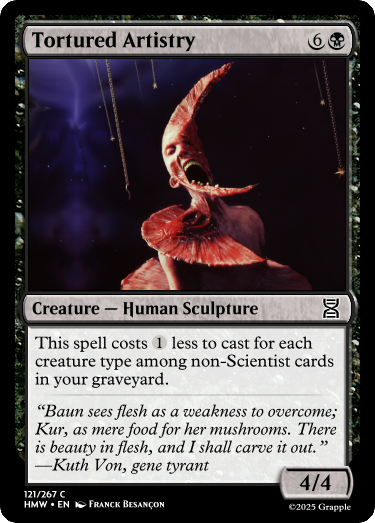 Tortured Artistry 6
Creature — Human Sculpture
This spell costs 1 less to cast for each
creature type among non-Scientist cards
in your graveyard.
“Baun sees flesh as a weakness to overcome;
Kur, as mere food for her mushrooms. There
is beauty in flesh, and I shall carve it out.”
—Kuth Von, gene tyrant
4/4
121/267 C
HMW • EN Franck Besançon
©2025 Grapple